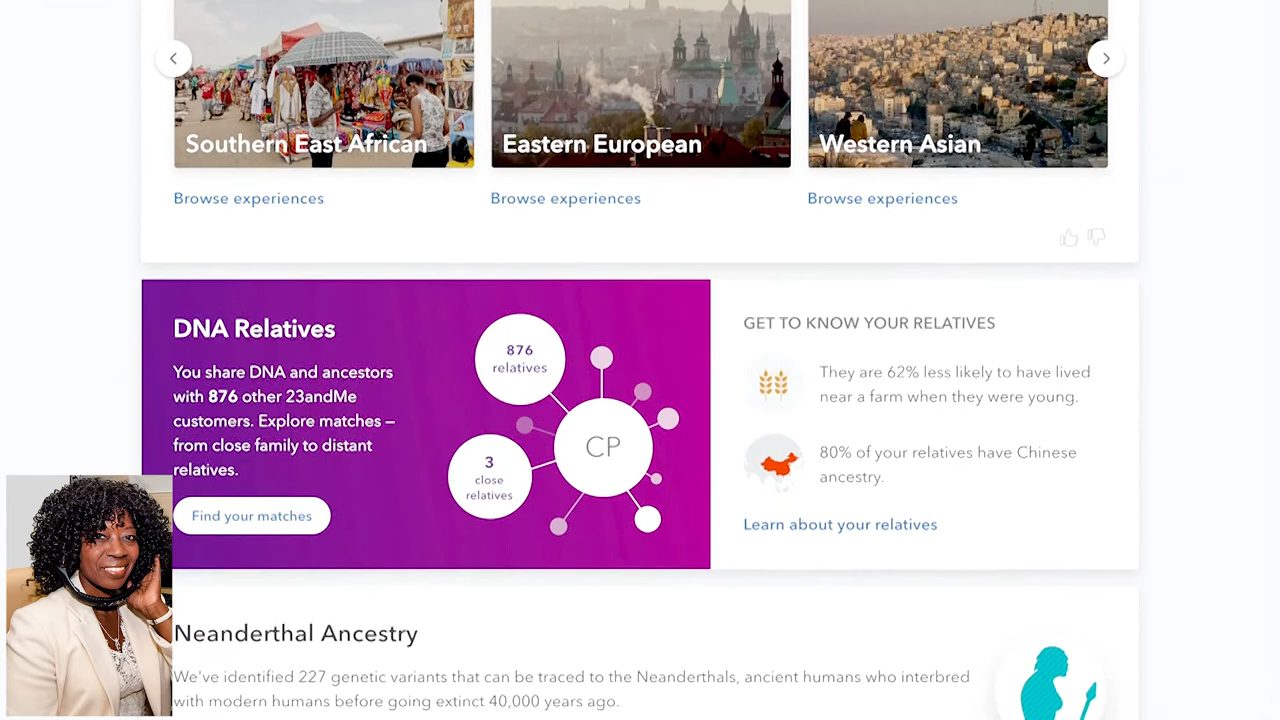 Southern East African
Eastern European
Western Asian
Browse experiences
Browse experiences
Browse experiences
DNA Relatives
You share DNA and ancestors
with 876 other 23andMe
customers. Explore matches –
from close family to distant
relatives.
Find your matches
876
relatives
3
close
relatives
CP
GET TO KNOW YOUR RELATIVES
They are 62% less likely to have lived
near a farm when they were young.
80% of your relatives have Chinese
ancestry.
Learn about your relatives
Neanderthal Ancestry
We've identified 227 genetic variants that can be traced to the Neanderthals, ancient humans who interbred
with modern humans before going extinct 40,000 years ago.